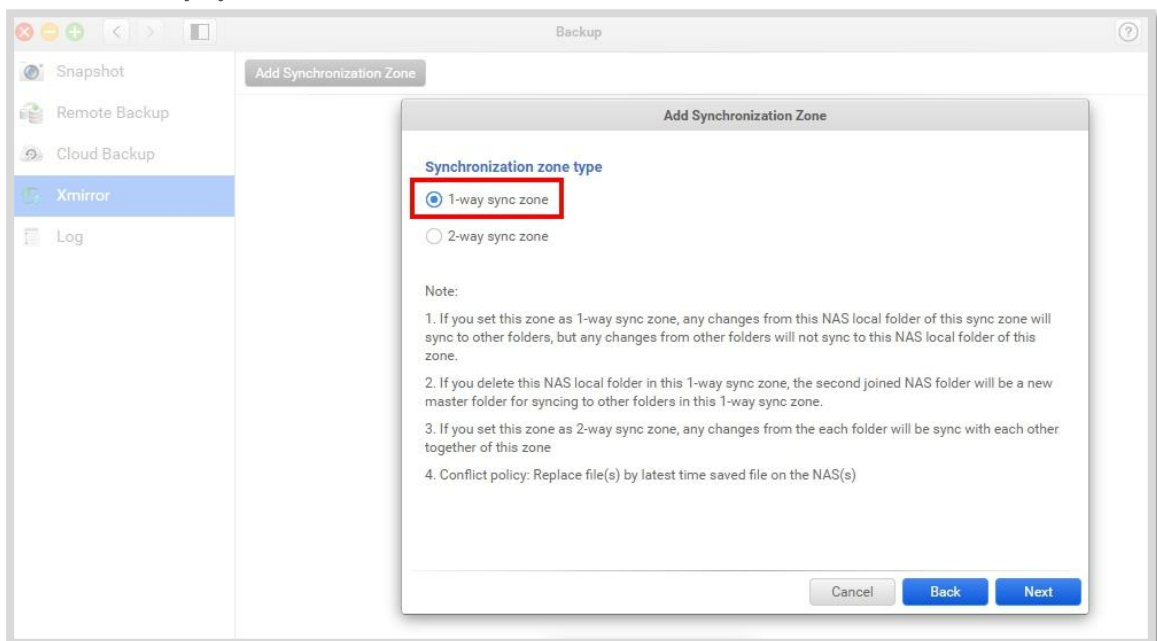 Backup
?
Snapshot
Add Synchronization Zone
Remote Backup
Cloud Backup
Xmirror
Log
Add Synchronization Zone
Synchronization zone type
1-way sync zone
2-way sync zone
Note:
1. If you set this zone as 1-way sync zone, any changes from this NAS local folder of this sync zone will
sync to other folders, but any changes from other folders will not sync to this NAS local folder of this
zone.
2. If you delete this NAS local folder in this 1-way sync zone, the second joined NAS folder will be a new
master folder for syncing to other folders in this 1-way sync zone.
3. If you set this zone as 2-way sync zone, any changes from the each folder will be sync with each other
together of this zone
4. Conflict policy: Replace file(s) by latest time saved file on the NAS(s)
Cancel
Back
Next